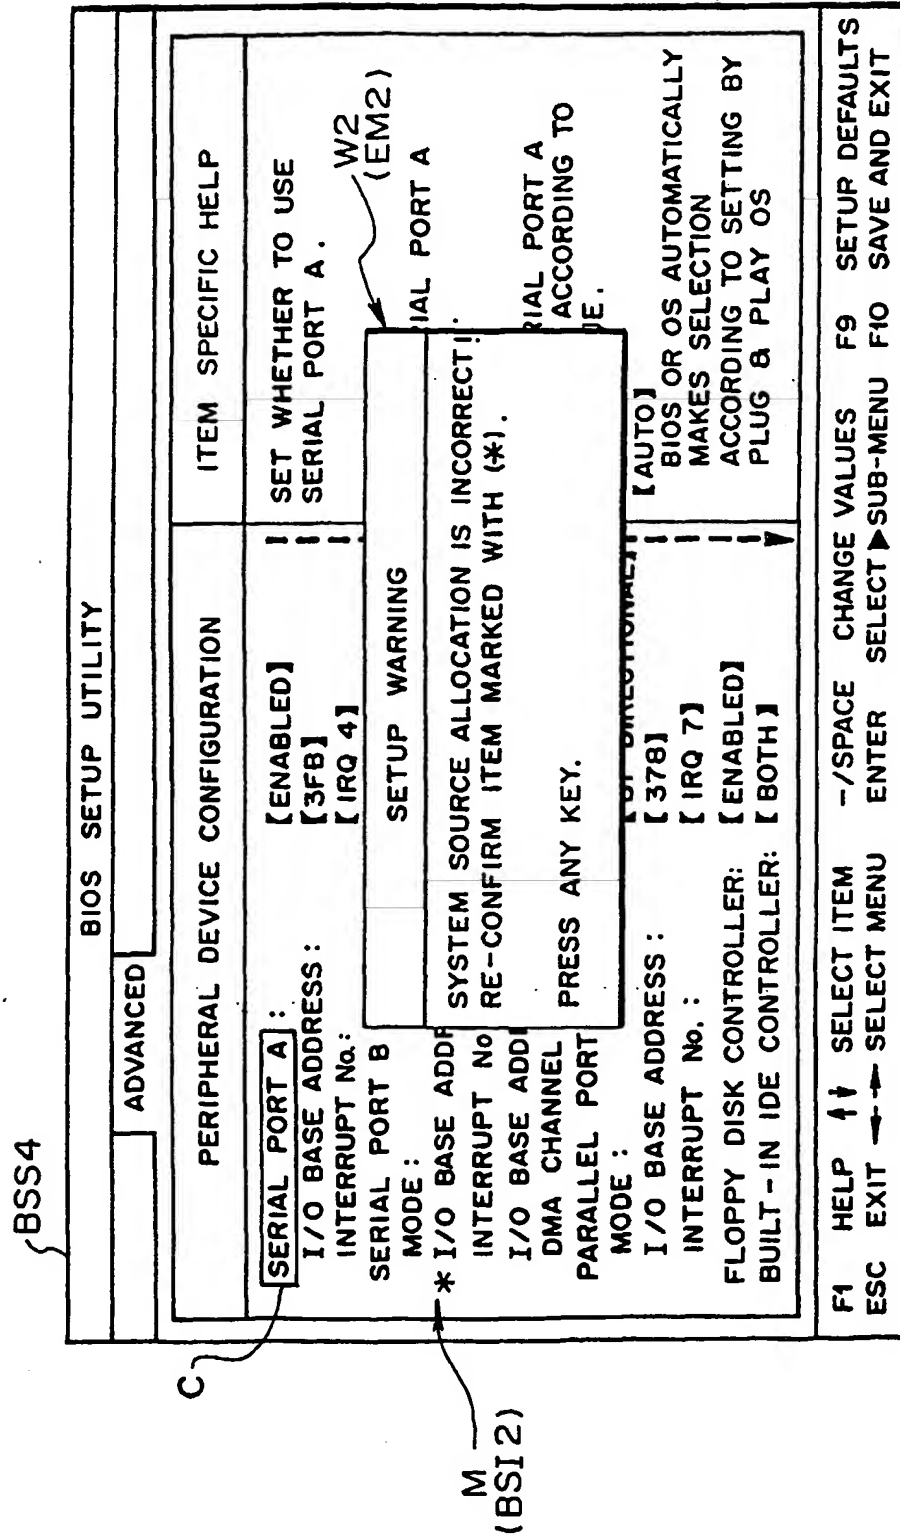 BSS4
BIOS SETUP UTILITY
ADVANCED
PERIPHERAL DEVICE CONFIGURATION
ITEM SPECIFIC HELP
C
SERIAL PORT A: [ENABLED]
I/O BASE ADDRESS: [3FB]
INTERRUPT No.: [IRQ 4]
SERIAL PORT B
MODE:
M
(BSI2)
* I/O BASE ADDR
INTERRUPT No
I/O BASE ADD
DMA CHANNEL
PARALLEL PORT
MODE:
I/O BASE ADDRESS: [378]
INTERRUPT No.: [IRQ 7]
FLOPPY DISK CONTROLLER: [ENABLED]
BUILT-IN IDE CONTROLLER: [BOTH]
SETUP WARNING
SYSTEM SOURCE ALLOCATION IS INCORRECT!
RE-CONFIRM ITEM MARKED WITH (*).
PRESS ANY KEY.
W2
(EM2)
SET WHETHER TO USE
SERIAL PORT A.
RIAL PORT A
RIAL PORT A
ACCORDING TO
UE.
[AUTO]
BIOS OR OS AUTOMATICALLY
MAKES SELECTION
ACCORDING TO SETTING BY
PLUG & PLAY OS
F1 HELP ↑↓ SELECT ITEM -/SPACE CHANGE VALUES F9 SETUP DEFAULTS
ESC EXIT ←→ SELECT MENU ENTER SELECT ▶SUB-MENU F10 SAVE AND EXIT